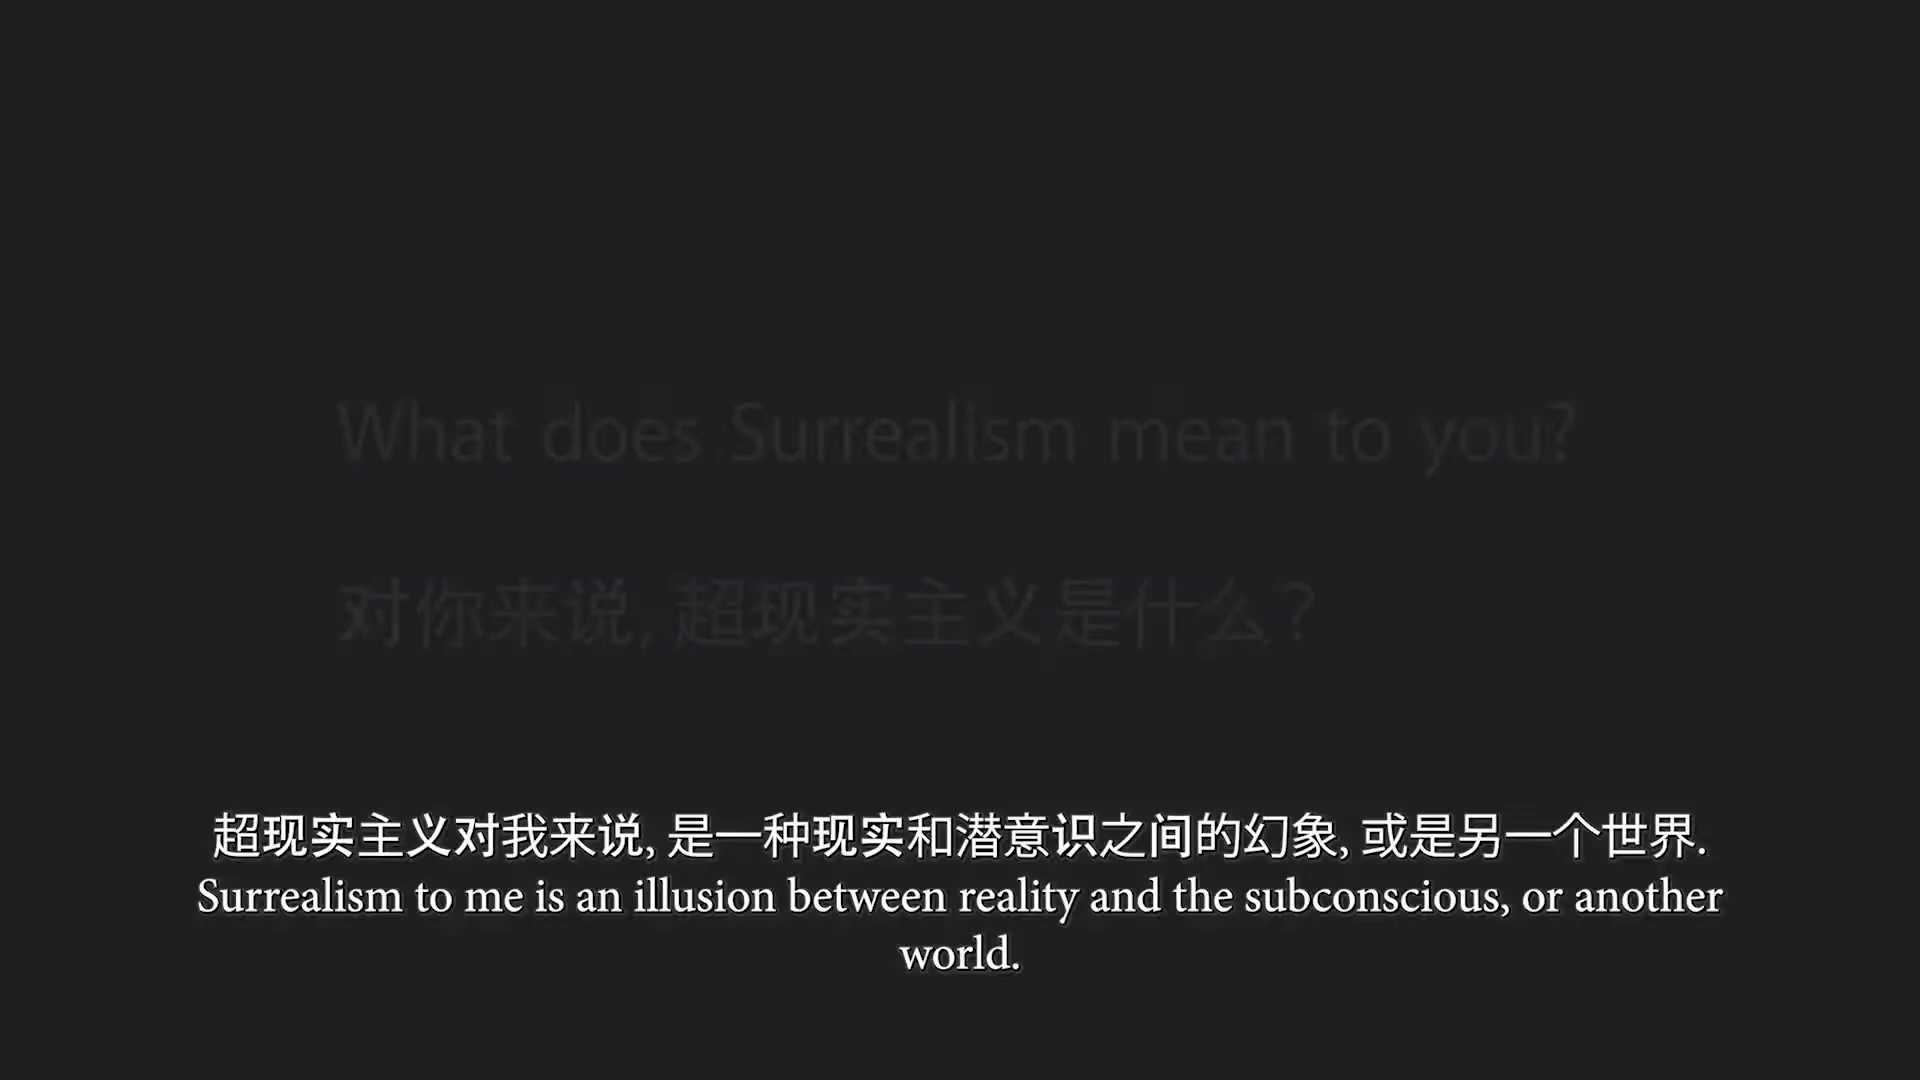 What does Surrealism mean to you?
对你来说, 超现实主义是什么?
超现实主义对我来说, 是一种现实和潜意识之间的幻象, 或是另一个世界.
Surrealism to me is an illusion between reality and the subconscious, or another
world.